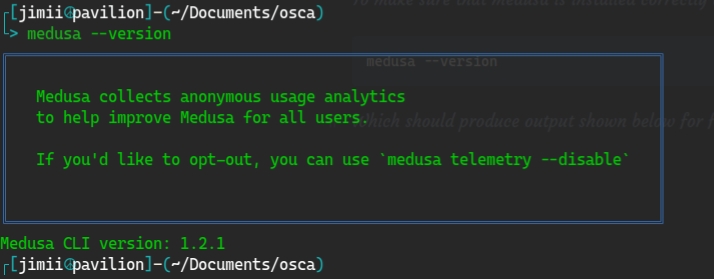 To make sure that medusa is installed correctly
┌[jimii@pavilion]-(~/Documents/osca)
└> medusa --version
medusa --version
Medusa collects anonymous usage analytics
to help improve Medusa for all users.
Which should produce output shown below for
If you'd like to opt-out, you can use `medusa telemetry --disable`
Medusa CLI version: 1.2.1
┌[jimii@pavilion]-(~/Documents/osca)